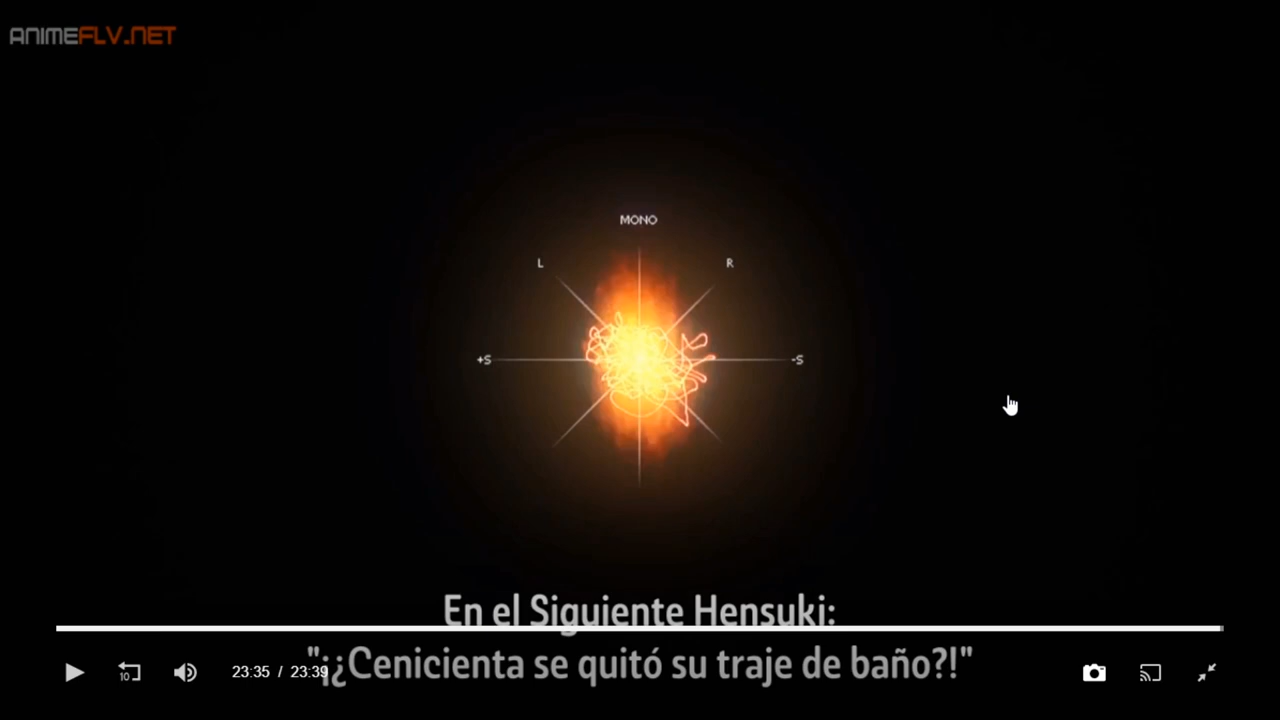 ANIMEFLV.NET
MONO
L R
+S -S
En el Siguiente Hensuki:
"¡¿Cenicienta se quitó su traje de baño?!"
10
23:35 / 23:39